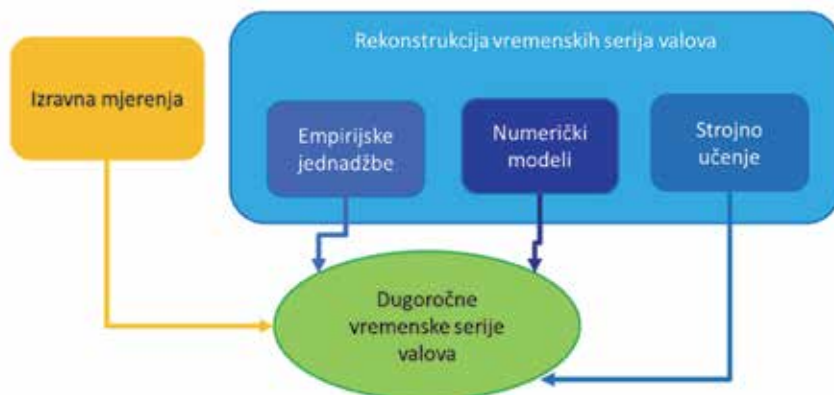 Rekonstrukcija vremenskih serija valova
Izravna mjerenja
Empirijske
jednadžbe
Numerički
modeli
Strojno
učenje
Dugoročne
vremenske serije
valova